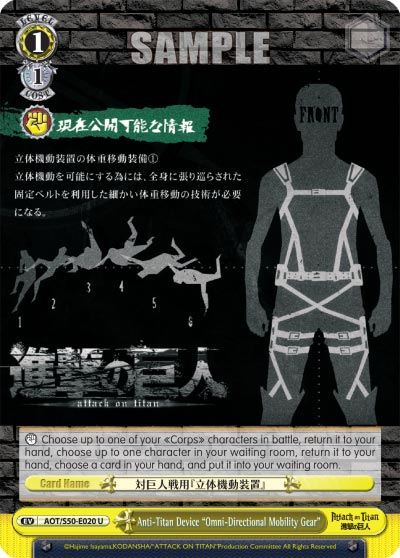 LEVEL
1
1
COST
SAMPLE
現在公開可能な情報
立体機動装置の体重移動装備①
立体機動を可能にする為には、全身に張り巡らされた
固定ベルトを利用した細かい体重移動の技術が必要
になる。
FRONT
1 2 3 4 5 6
進撃の巨人
attack on titan
Choose up to one of your «Corps» characters in battle, return it to your
hand, choose up to one character in your waiting room, return it to your
hand, choose a card in your hand, and put it into your waiting room.
Card Name 対巨人戦用『立体機動装置』
EV AOT/S50-E020 U Anti-Titan Device "Omni-Directional Mobility Gear"
Attack on Titan
進撃の巨人
©Hajime Isayama,KODANSHA/"ATTACK ON TITAN"Production Committee. All Rights Reserved.